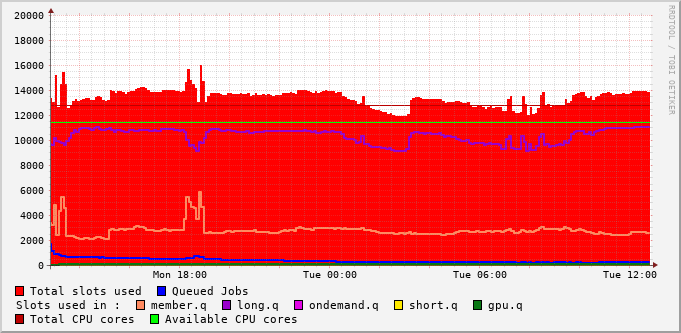 RRDTOOL / TOBI OETIKER
20000
18000
16000
14000
12000
10000
8000
6000
4000
2000
0
Mon 18:00 Tue 00:00 Tue 06:00 Tue 12:00
Total slots used Queued Jobs
Slots used in : member.q long.q ondemand.q short.q gpu.q
Total CPU cores Available CPU cores